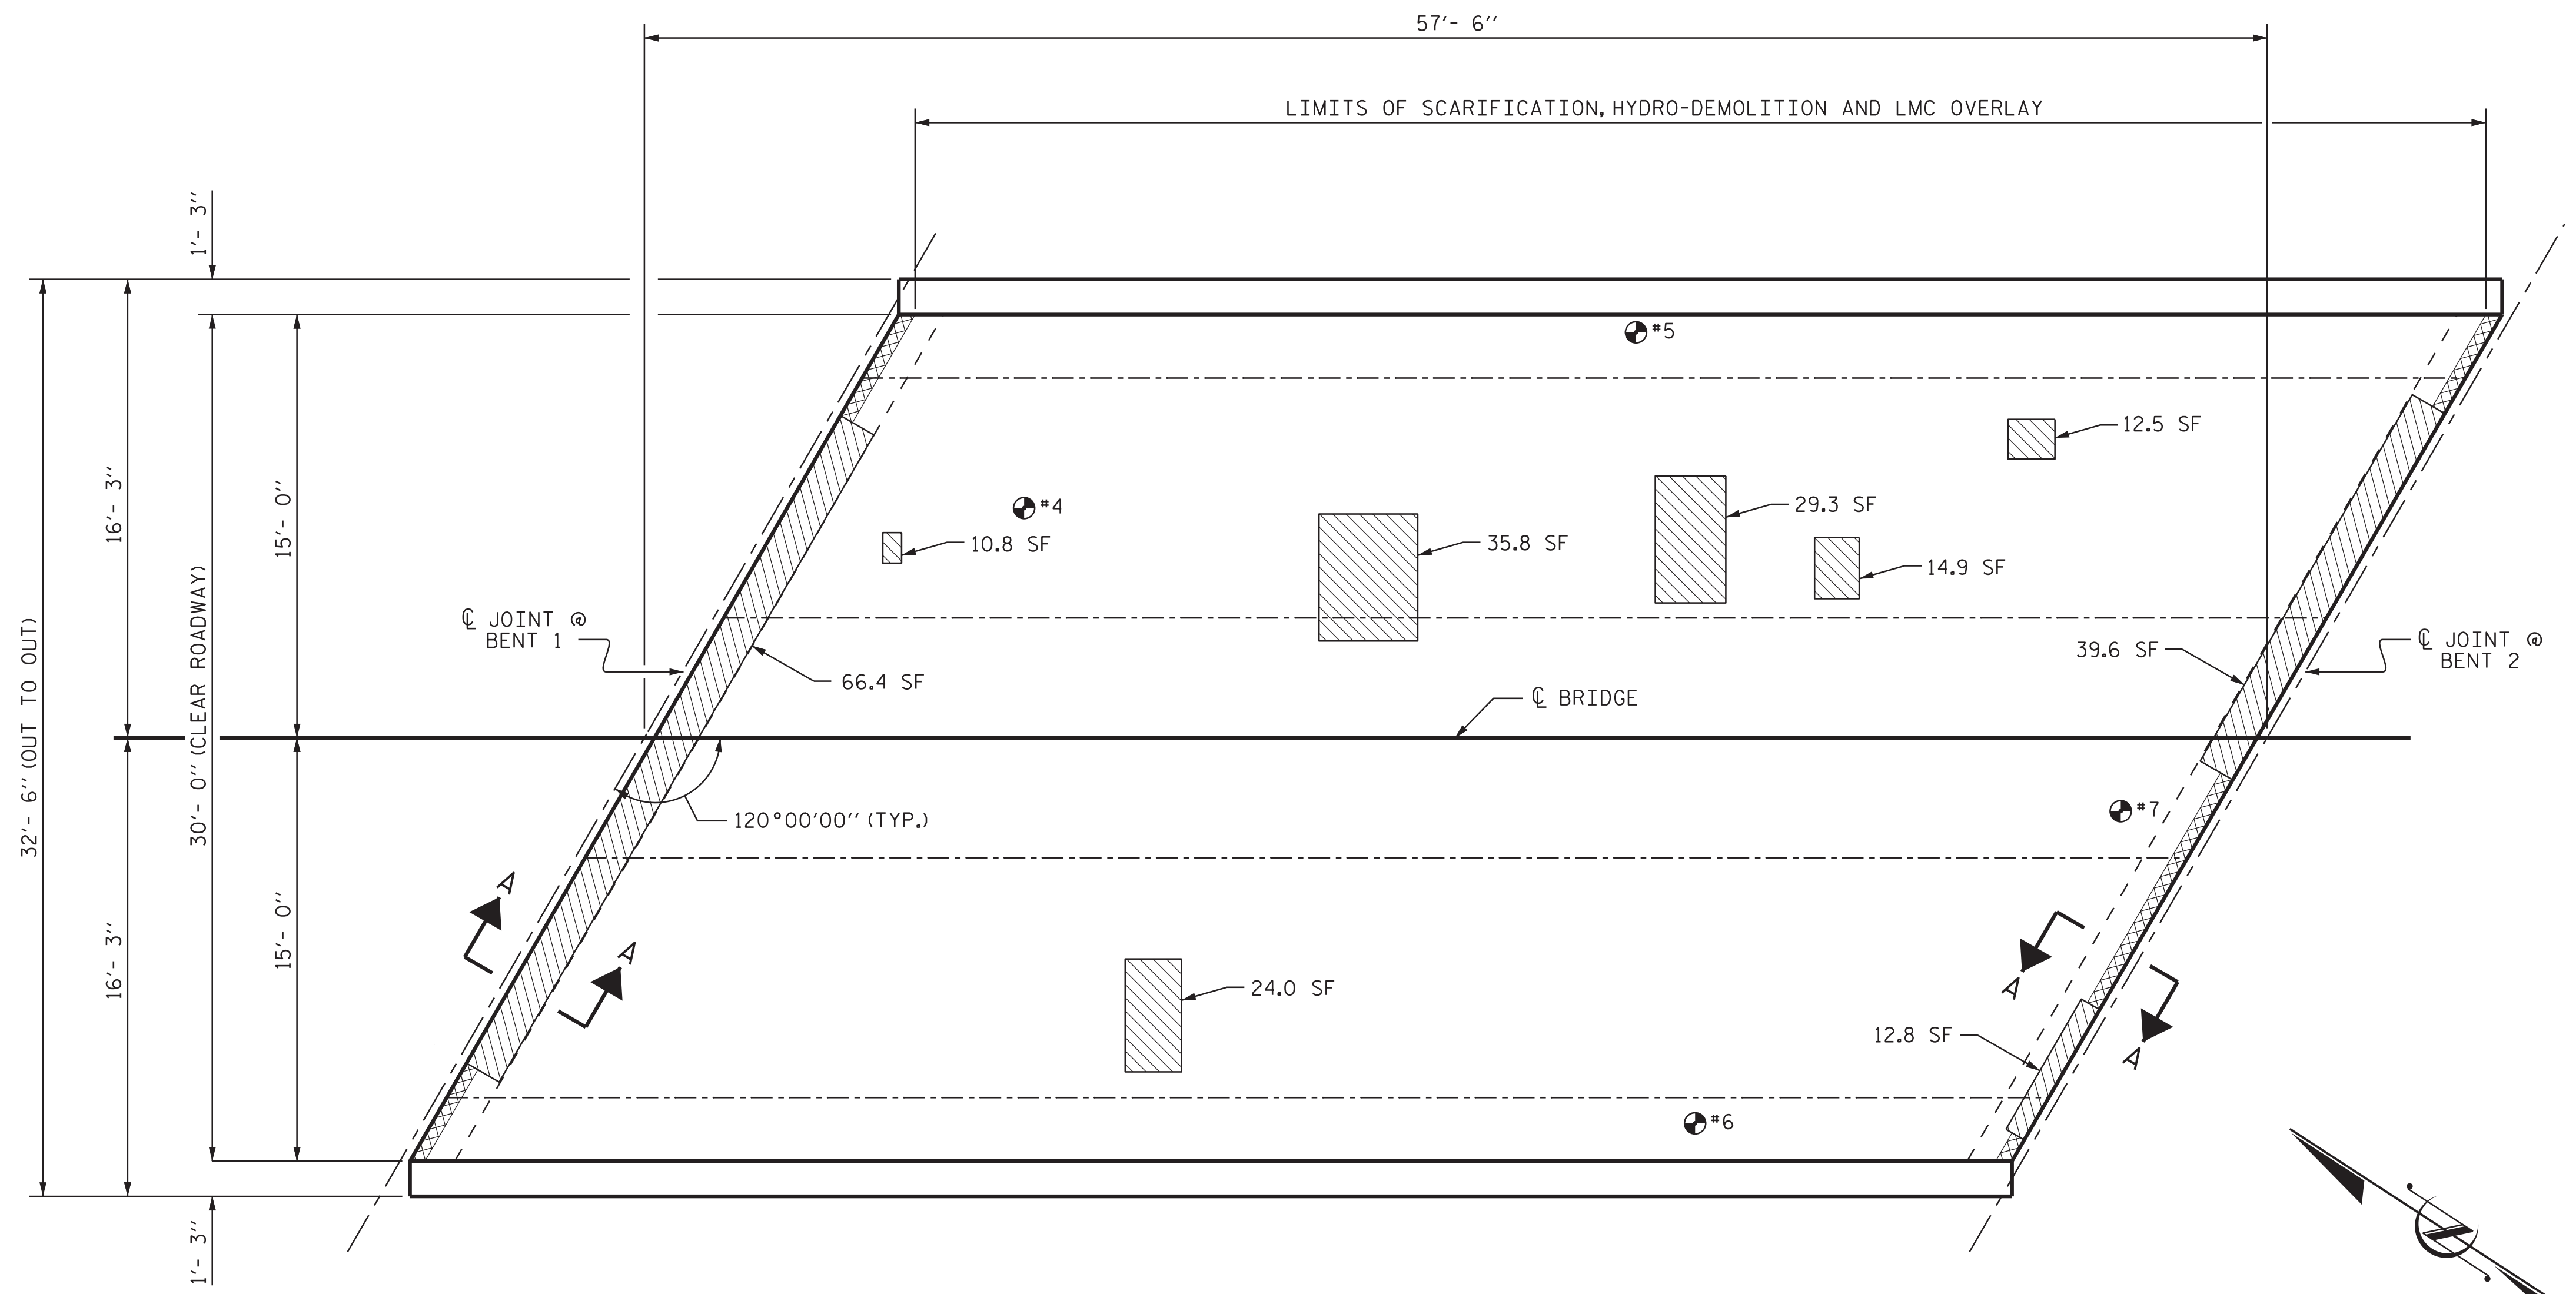 57'- 6"
LIMITS OF SCARIFICATION, HYDRO-DEMOLITION AND LMC OVERLAY
1'- 3"
#5
12.5 SF
29.3 SF
#4
10.8 SF
35.8 SF
14.9 SF
16'- 3"
15'- 0"
32'- 6" (OUT TO OUT)
30'- 0" (CLEAR ROADWAY)
℄ JOINT @
BENT 1
66.4 SF
39.6 SF
℄ JOINT @
BENT 2
℄ BRIDGE
120°00'00" (TYP.)
#7
A
A
16'- 3"
15'- 0"
24.0 SF
A
A
12.8 SF
#6
1'- 3"